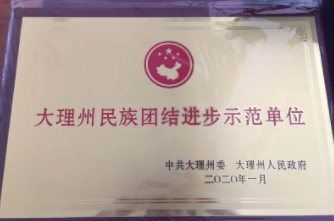 大理州民族团结进步示范单位
中共大理州委 大理州人民政府
二〇二〇年一月